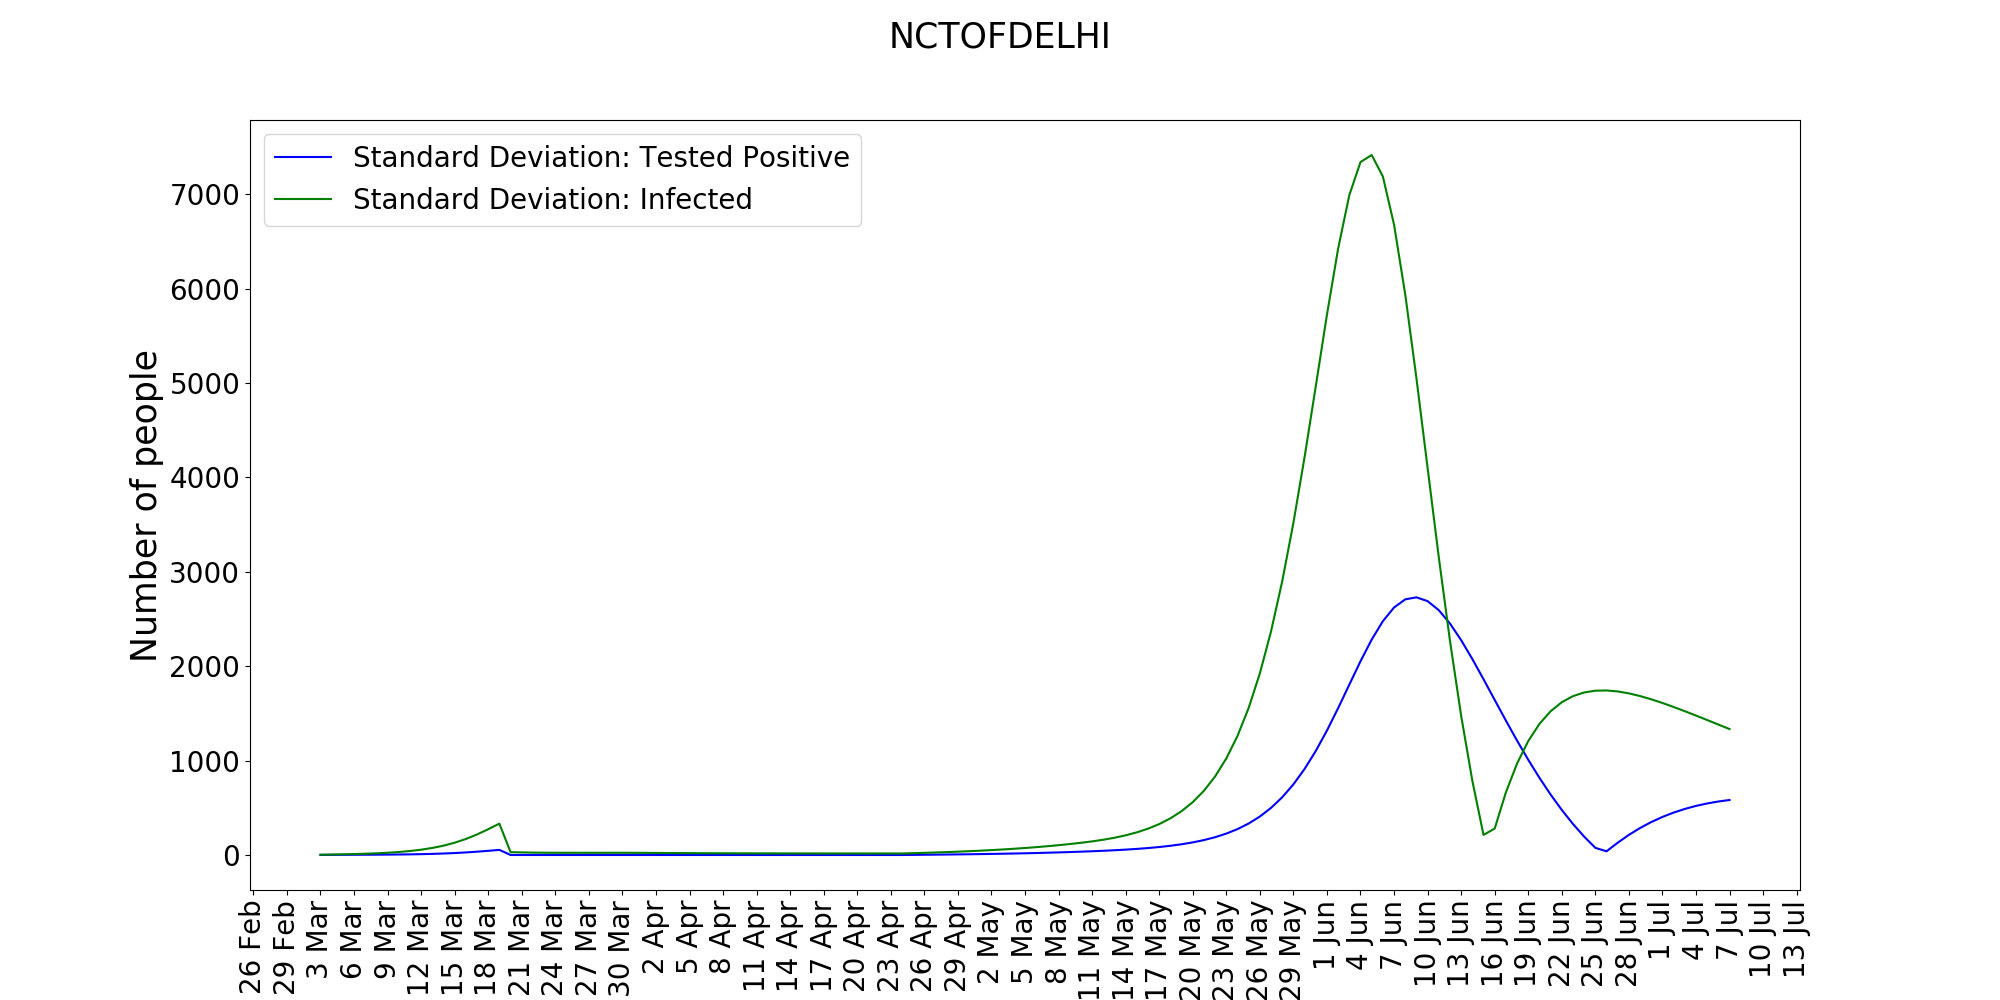 NCTOFDELHI
Standard Deviation: Tested Positive
Standard Deviation: Infected
Number of people
7000
6000
5000
4000
3000
2000
1000
0
26 Feb
29 Feb
3 Mar
6 Mar
9 Mar
12 Mar
15 Mar
18 Mar
21 Mar
24 Mar
27 Mar
30 Mar
2 Apr
5 Apr
8 Apr
11 Apr
14 Apr
17 Apr
20 Apr
23 Apr
26 Apr
29 Apr
2 May
5 May
8 May
11 May
14 May
17 May
20 May
23 May
26 May
29 May
1 Jun
4 Jun
7 Jun
10 Jun
13 Jun
16 Jun
19 Jun
22 Jun
25 Jun
28 Jun
1 Jul
4 Jul
7 Jul
10 Jul
13 Jul